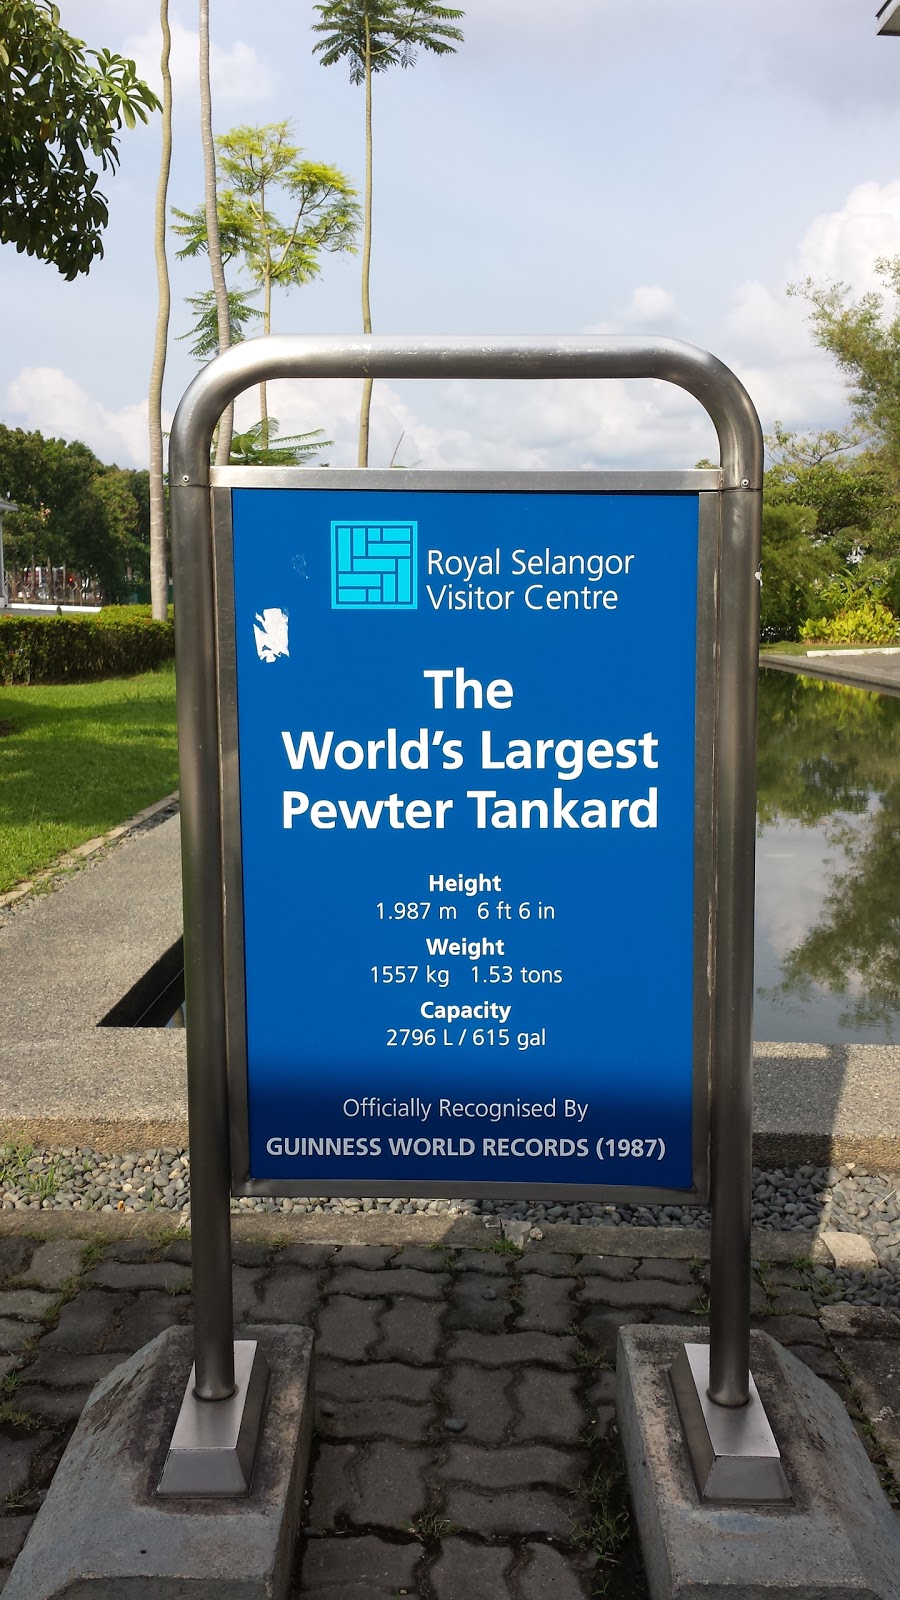 Royal Selangor
Visitor Centre
The
World's Largest
Pewter Tankard
Height
1.987 m   6 ft 6 in
Weight
1557 kg   1.53 tons
Capacity
2796 L / 615 gal
Officially Recognised By
GUINNESS WORLD RECORDS (1987)